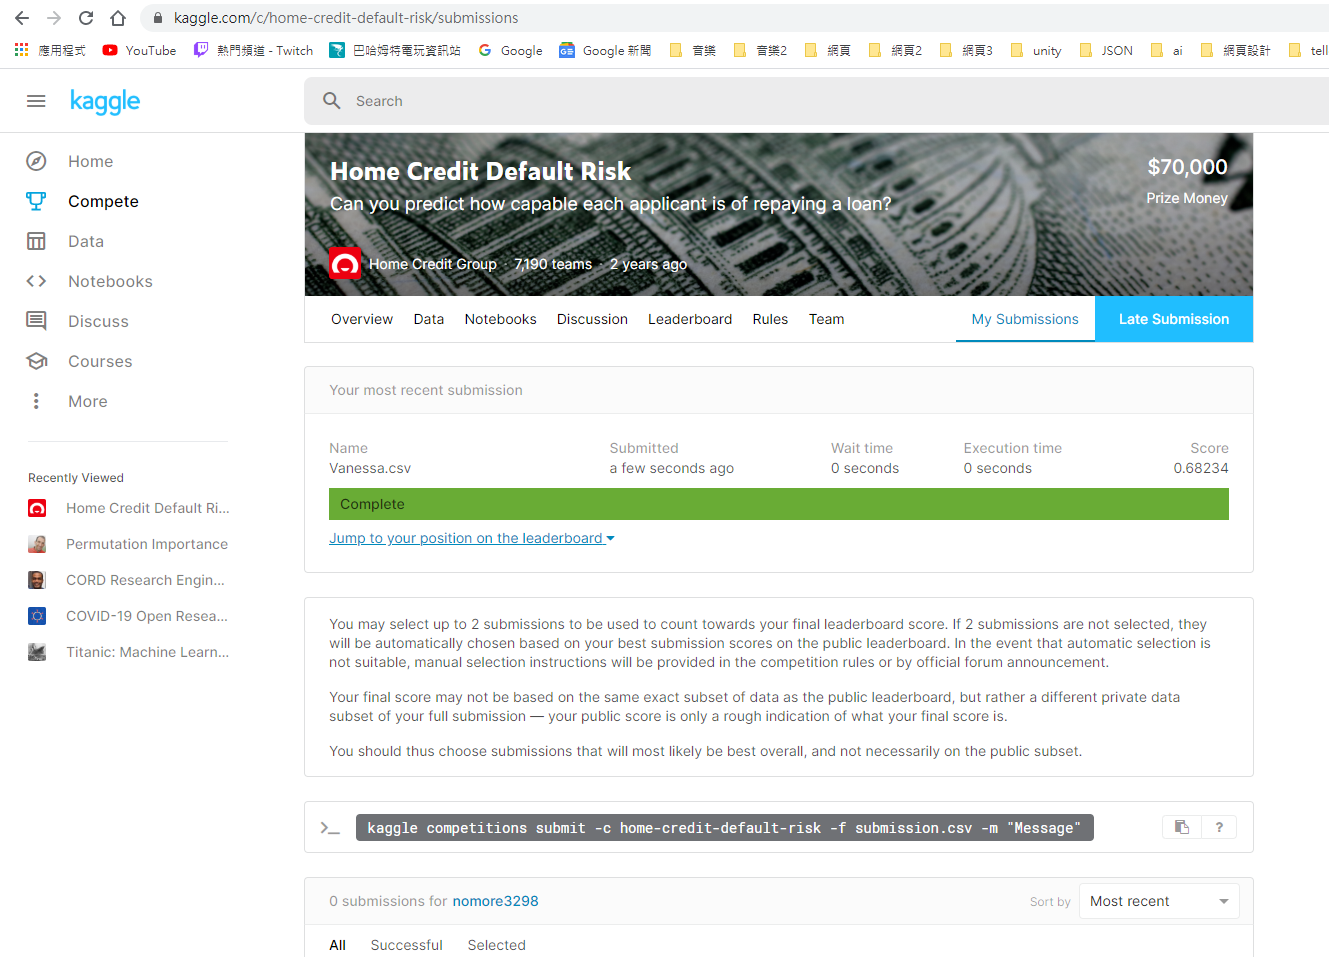 kaggle.com/c/home-credit-default-risk/submissions
應用程式 YouTube 熱門頻道 - Twitch 巴哈姆特電玩資訊站 Google Google 新聞 音樂 音樂2 網頁 網頁2 網頁3 unity JSON ai 網頁設計 tell
kaggle
Search
Home
Compete
Data
Notebooks
Discuss
Courses
More
Recently Viewed
Home Credit Default Ri...
Permutation Importance
CORD Research Engin...
COVID-19 Open Resea...
Titanic: Machine Learn...
Home Credit Default Risk
Can you predict how capable each applicant is of repaying a loan?
$70,000
Prize Money
Home Credit Group · 7,190 teams · 2 years ago
Overview Data Notebooks Discussion Leaderboard Rules Team My Submissions Late Submission
Your most recent submission
Name Submitted Wait time Execution time Score
Vanessa.csv a few seconds ago 0 seconds 0 seconds 0.68234
Complete
Jump to your position on the leaderboard
You may select up to 2 submissions to be used to count towards your final leaderboard score. If 2 submissions are not selected, they
will be automatically chosen based on your best submission scores on the public leaderboard. In the event that automatic selection is
not suitable, manual selection instructions will be provided in the competition rules or by official forum announcement.
Your final score may not be based on the same exact subset of data as the public leaderboard, but rather a different private data
subset of your full submission — your public score is only a rough indication of what your final score is.
You should thus choose submissions that will most likely be best overall, and not necessarily on the public subset.
>_ kaggle competitions submit -c home-credit-default-risk -f submission.csv -m "Message" ?
0 submissions for nomore3298 Sort by Most recent
All Successful Selected